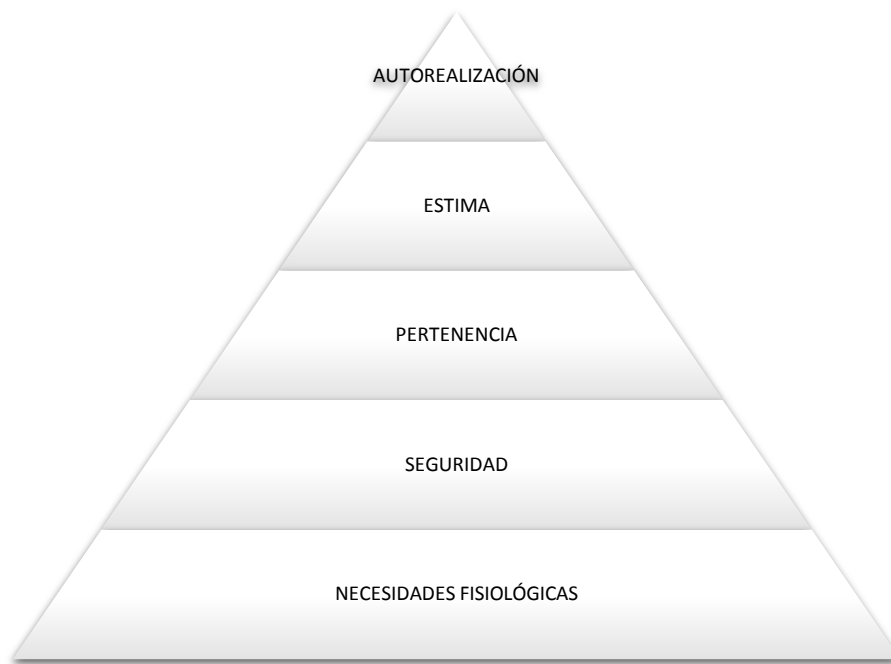 AUTOREALIZACIÓN
ESTIMA
PERTENENCIA
SEGURIDAD
NECESIDADES FISIOLÓGICAS